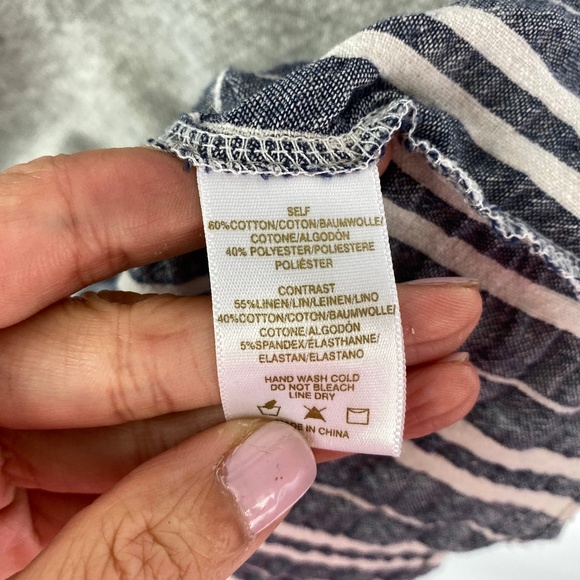 SELF
60%COTTON/COTON/BAUMWOLLE/
COTONE/ALGODÓN
40% POLYESTER/POLIESTERE
POLIÉSTER
CONTRAST
55%LINEN/LIN/LEINEN/LINO
40%COTTON/COTON/BAUMWOLLE/
COTONE/ALGODÓN
5%SPANDEX/ÉLASTHANNE/
ELASTAN/ELASTANO
HAND WASH COLD
DO NOT BLEACH
LINE DRY
MADE IN CHINA